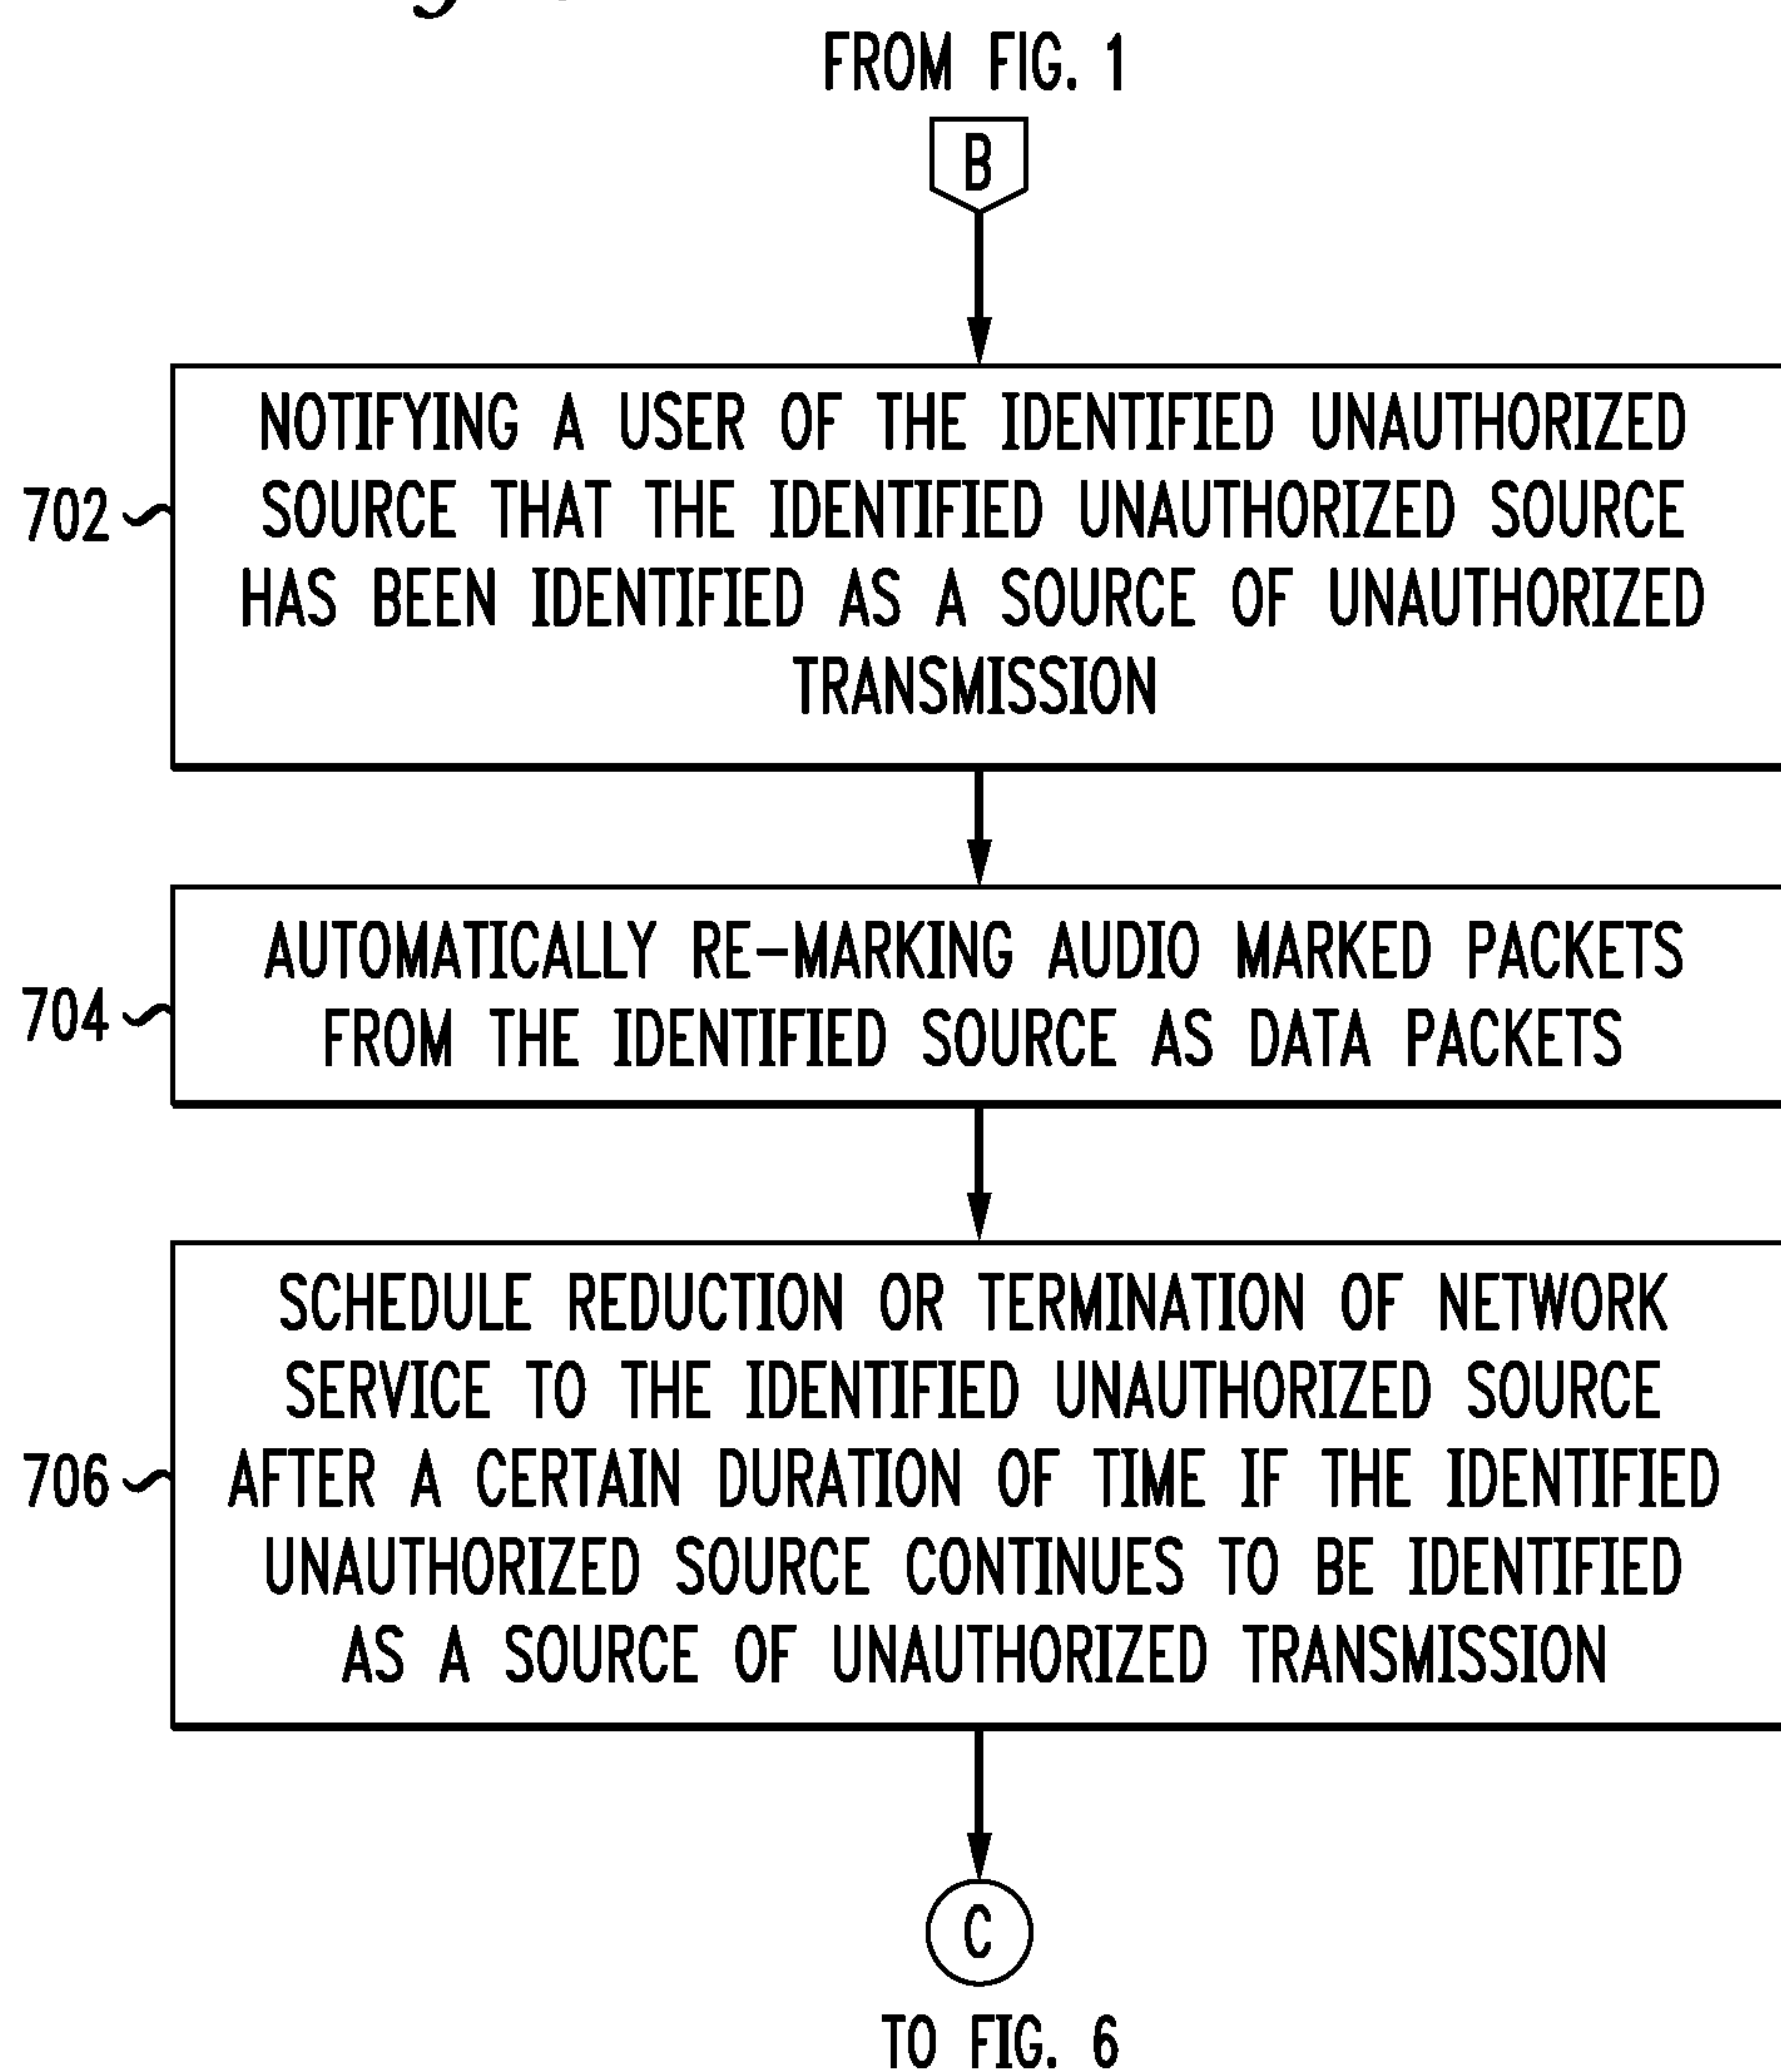 FROM FIG. 1
B
NOTIFYING A USER OF THE IDENTIFIED UNAUTHORIZED
SOURCE THAT THE IDENTIFIED UNAUTHORIZED SOURCE
HAS BEEN IDENTIFIED AS A SOURCE OF UNAUTHORIZED
TRANSMISSION
702
AUTOMATICALLY RE-MARKING AUDIO MARKED PACKETS
FROM THE IDENTIFIED SOURCE AS DATA PACKETS
704
SCHEDULE REDUCTION OR TERMINATION OF NETWORK
SERVICE TO THE IDENTIFIED UNAUTHORIZED SOURCE
AFTER A CERTAIN DURATION OF TIME IF THE IDENTIFIED
UNAUTHORIZED SOURCE CONTINUES TO BE IDENTIFIED
AS A SOURCE OF UNAUTHORIZED TRANSMISSION
706
C
TO FIG. 6